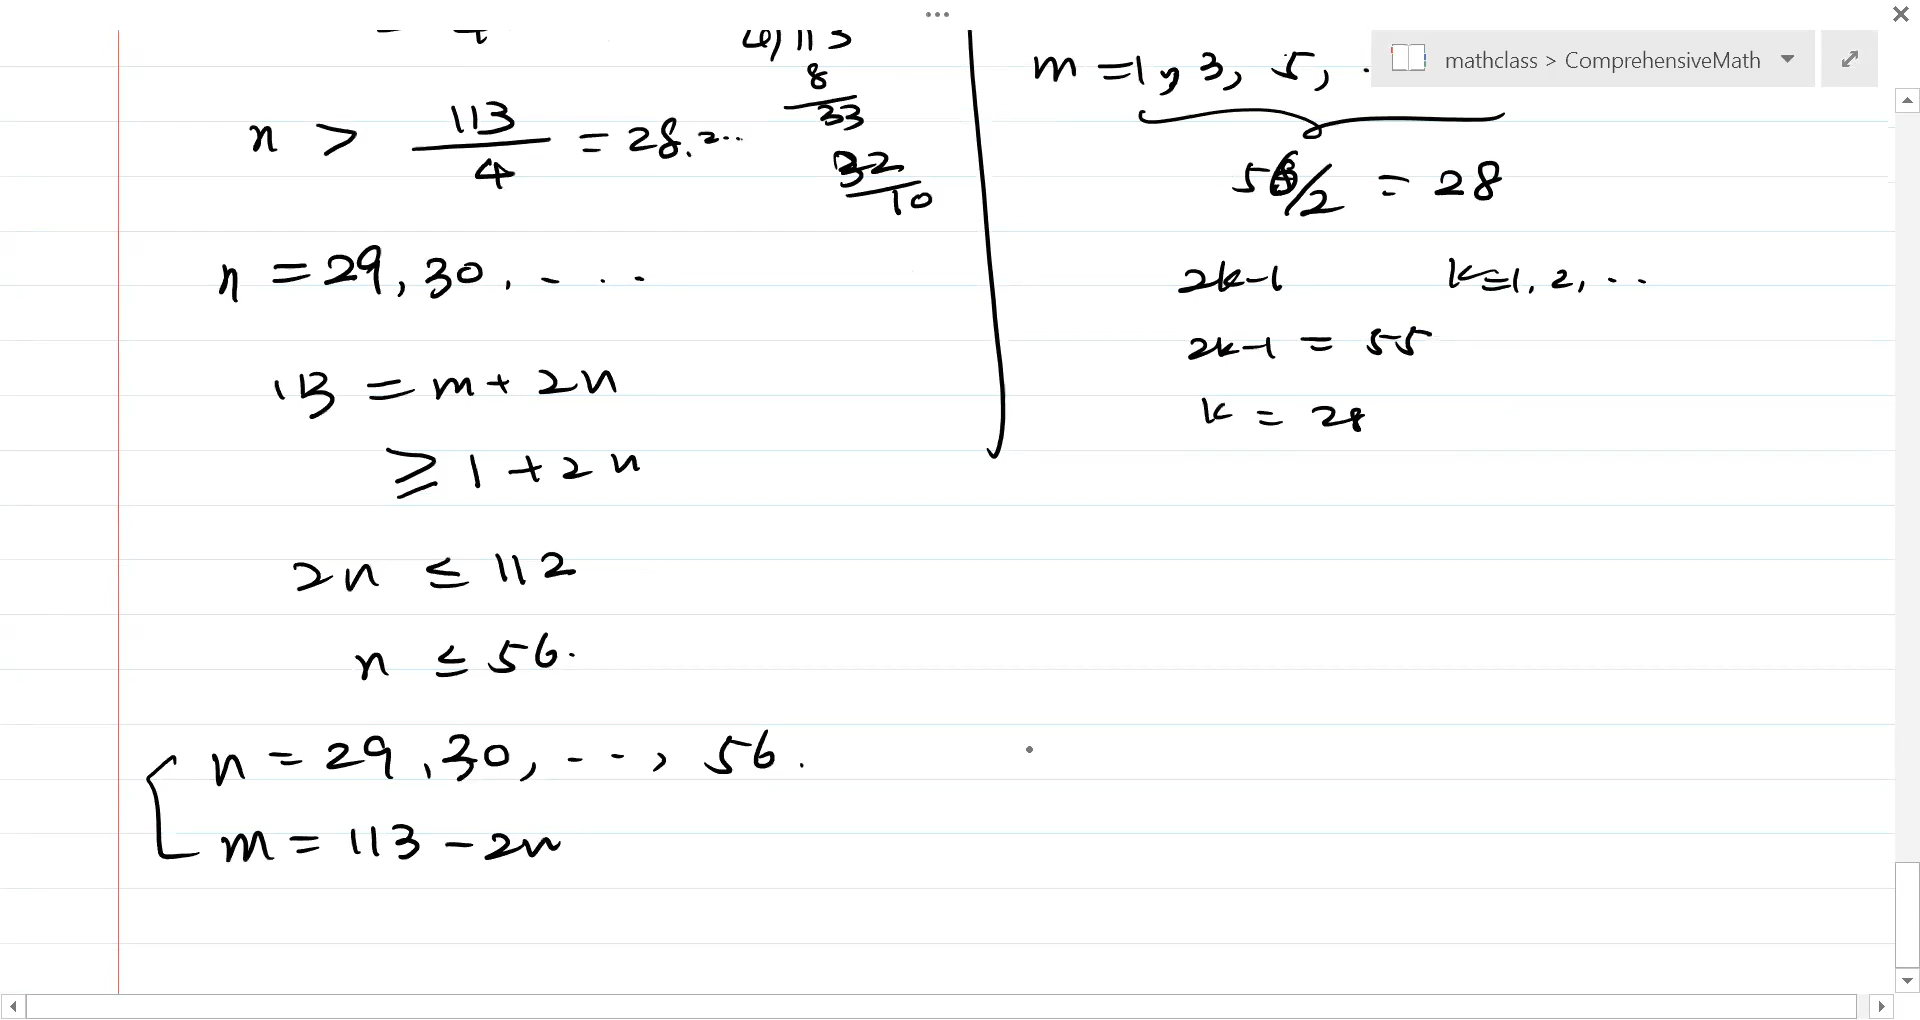 4)113
8
33
32
10
n > 113/4 = 28.2...
n = 29, 30, ....
113 = m + 2n
≥ 1 + 2n
2n ≤ 112
n ≤ 56.
n = 29, 30, ..., 56.
m = 113 - 2n
m = 1, 3, 5, .
56/2 = 28
2k-1 k=1, 2, ...
2k-1 = 55
k = 28
mathclass > ComprehensiveMath